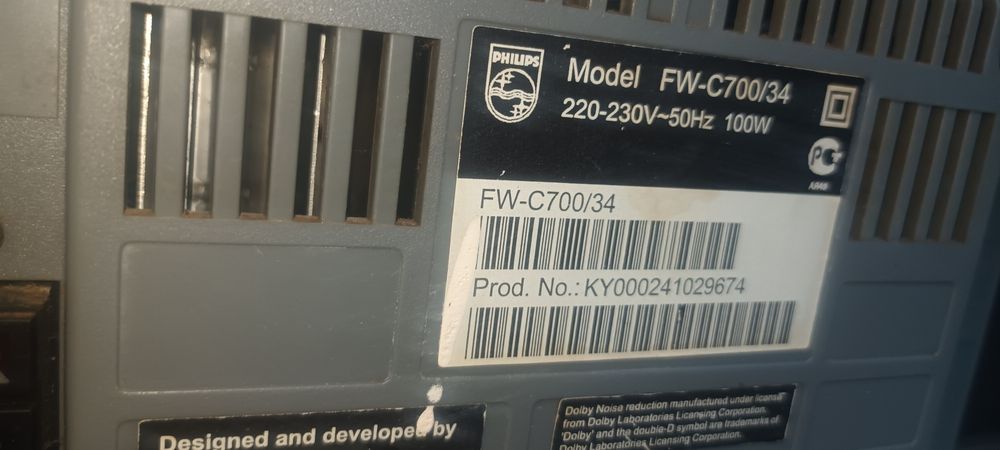 PHILIPS
Model FW-C700/34
220-230V~50Hz 100W
PCT
A846
FW-C700/34
Prod. No.: KY000241029674
Designed and developed by
Dolby Noise reduction manufactured under license
from Dolby Laboratories Licensing Corporation.
'Dolby' and the double-D symbol are trademarks of
Dolby Laboratories Licensing Corporation.